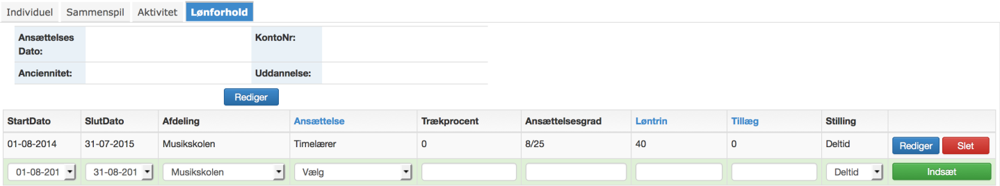 Individuel Sammenspil Aktivitet Lønforhold
Ansættelses Dato: KontoNr:
Anciennitet: Uddannelse:
Rediger
StartDato SlutDato Afdeling Ansættelse Trækprocent Ansættelsesgrad Løntrin Tillæg Stilling
01-08-2014 31-07-2015 Musikskolen Timelærer 0 8/25 40 0 Deltid Rediger Slet
01-08-201 31-08-201 Musikskolen Vælg Deltid Indsæt